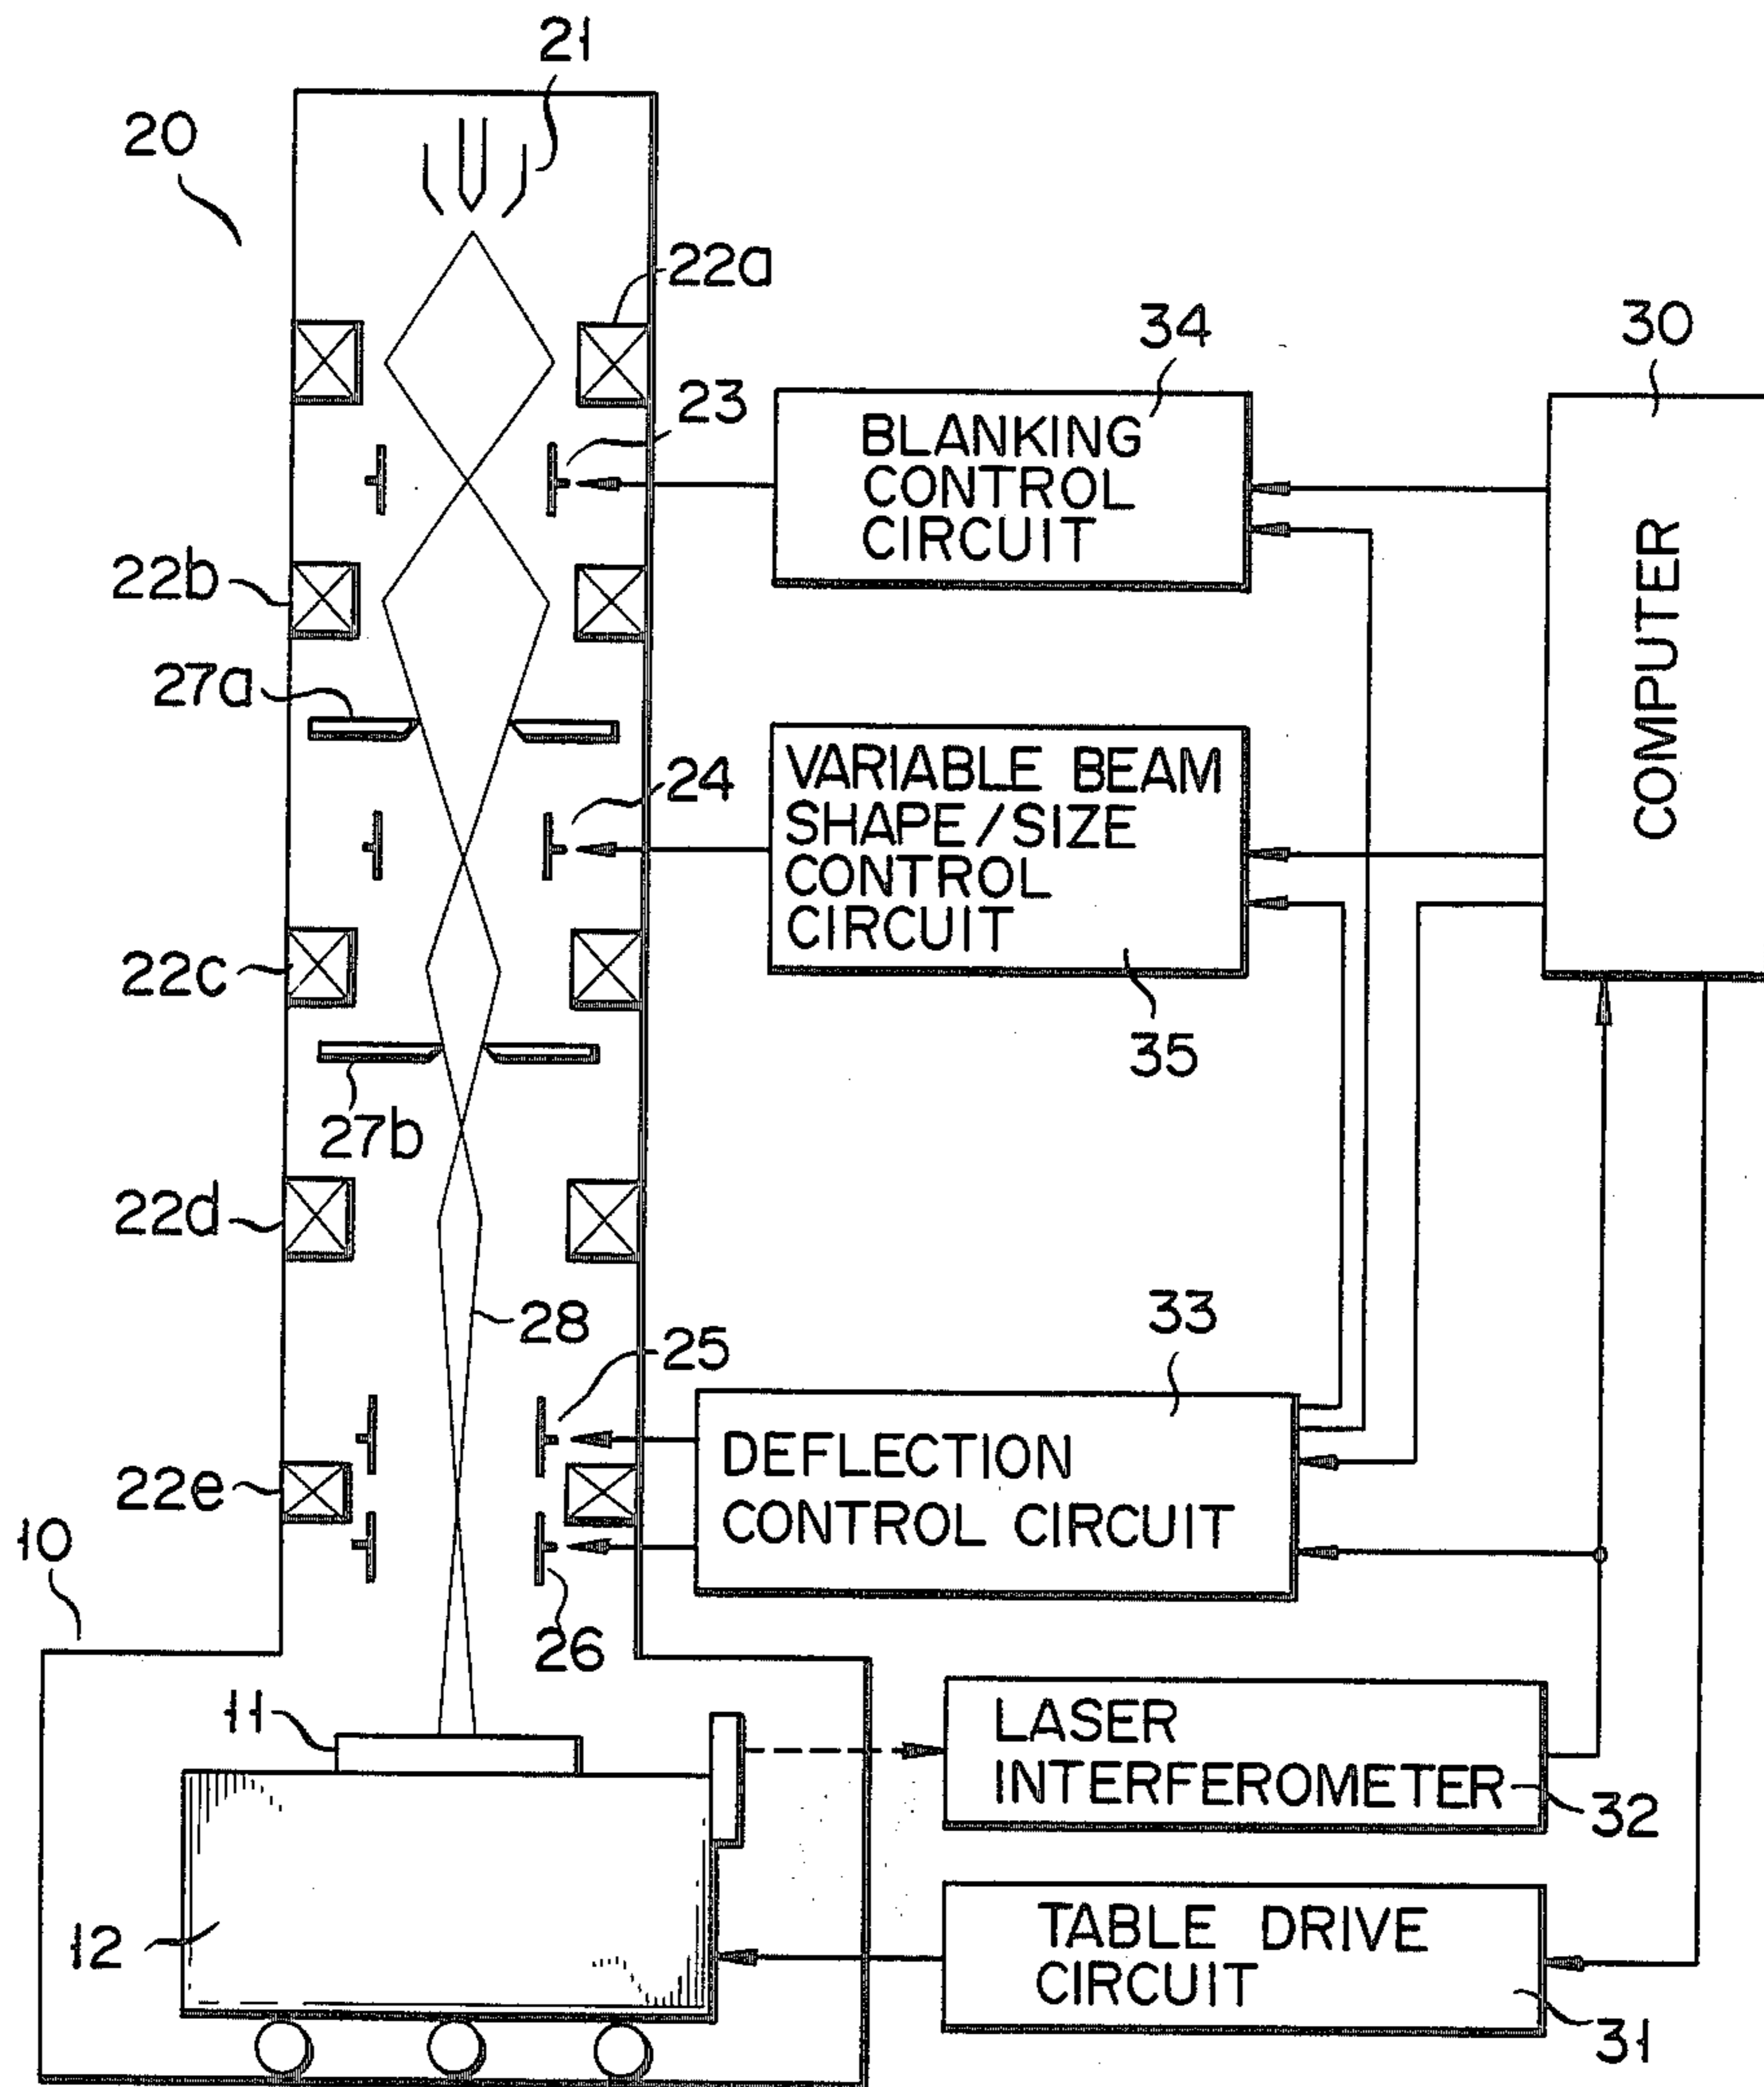 21
20
22a
34
30
23
BLANKING
CONTROL
CIRCUIT
22b
COMPUTER
27a
24
VARIABLE BEAM
SHAPE/SIZE
CONTROL
CIRCUIT
22c
35
27b
22d
33
28
25
DEFLECTION
CONTROL CIRCUIT
22e
10
26
11
LASER
INTERFEROMETER
32
12
TABLE DRIVE
CIRCUIT
31